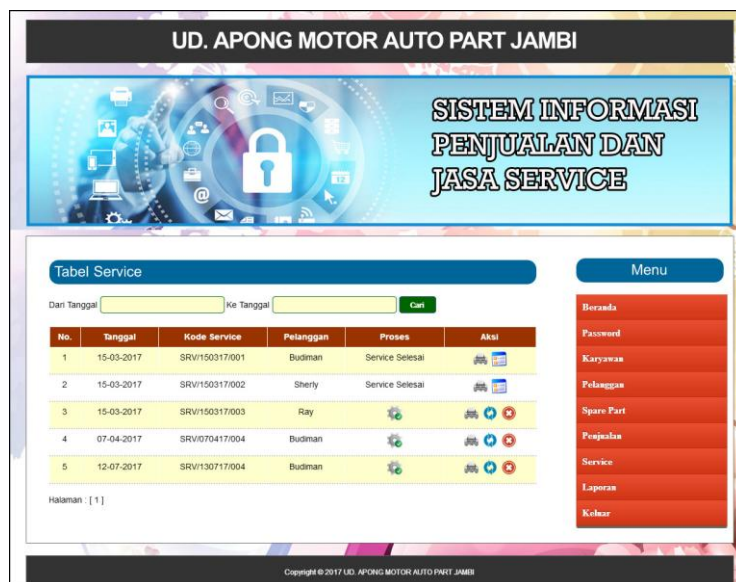 UD. APONG MOTOR AUTO PART JAMBI
SISTEM INFORMASI
PENJUALAN DAN
JASA SERVICE
Tabel Service
Dari Tanggal Ke Tanggal Cari
No. Tanggal Kode Service Pelanggan Proses Aksi
1 15-03-2017 SRV/150317/001 Budiman Service Selesai
2 15-03-2017 SRV/150317/002 Sherly Service Selesai
3 15-03-2017 SRV/150317/003 Ray
4 07-04-2017 SRV/070417/004 Budiman
5 12-07-2017 SRV/130717/004 Budiman
Halaman : [ 1 ]
Menu
Beranda
Password
Karyawan
Pelanggan
Spare Part
Penjualan
Service
Laporan
Keluar
Copyright © 2017 UD. APONG MOTOR AUTO PART JAMBI